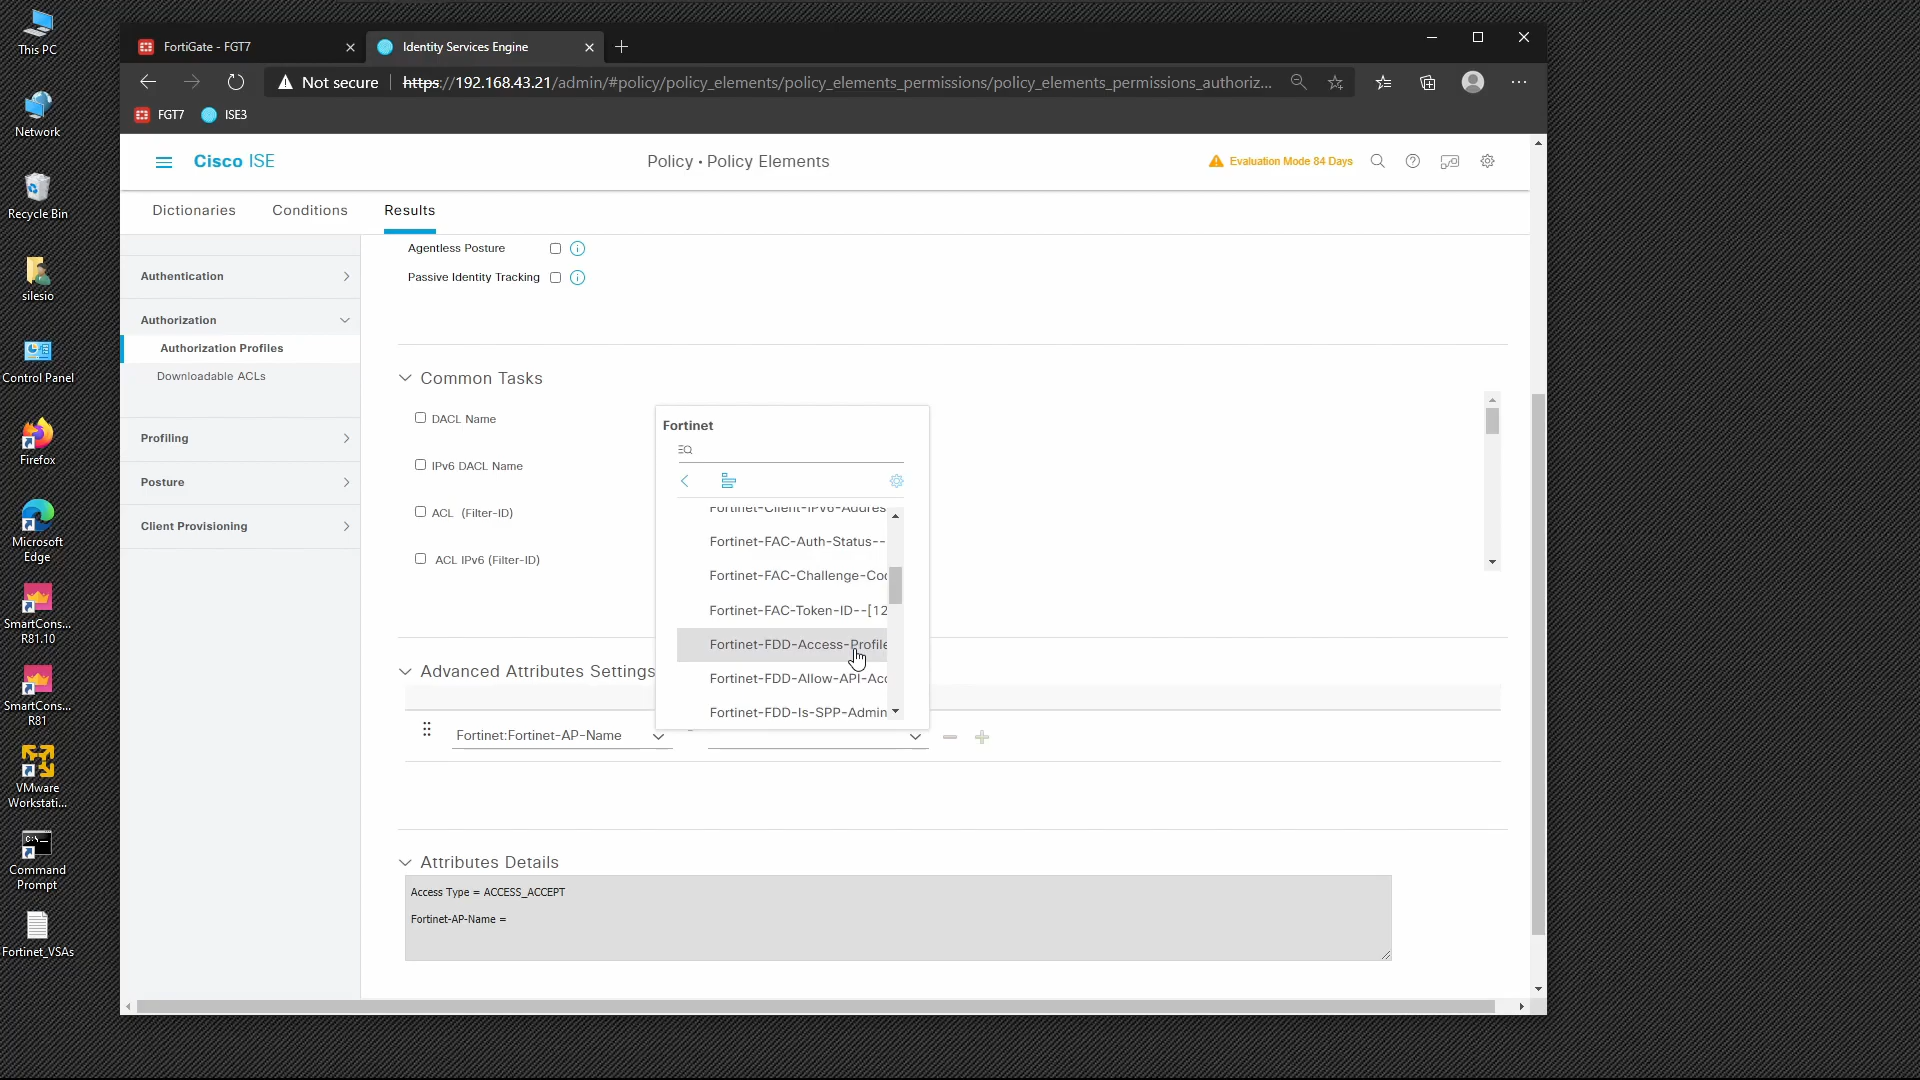 This PC
Network
Recycle Bin
silesio
Control Panel
Firefox
Microsoft
Edge
SmartCons...
R81.10
SmartCons...
R81
VMware
Workstati...
Command
Prompt
Fortinet_VSAs
FortiGate - FGT7
Identity Services Engine
Not secure
https://192.168.43.21/admin/#policy/policy_elements/policy_elements_permissions/policy_elements_permissions_authoriz...
FGT7
ISE3
Cisco ISE
Policy • Policy Elements
Evaluation Mode 84 Days
Dictionaries
Conditions
Results
Authentication
Authorization
Authorization Profiles
Downloadable ACLs
Profiling
Posture
Client Provisioning
Agentless Posture
Passive Identity Tracking
Common Tasks
DACL Name
IPv6 DACL Name
ACL (Filter-ID)
ACL IPv6 (Filter-ID)
Fortinet
Fortinet-Client-IPv6-Addres
Fortinet-FAC-Auth-Status--
Fortinet-FAC-Challenge-Co
Fortinet-FAC-Token-ID--[12
Fortinet-FDD-Access-Profile
Fortinet-FDD-Allow-API-Acc
Fortinet-FDD-Is-SPP-Admin
Advanced Attributes Settings
Fortinet:Fortinet-AP-Name
Attributes Details
Access Type = ACCESS_ACCEPT
Fortinet-AP-Name =